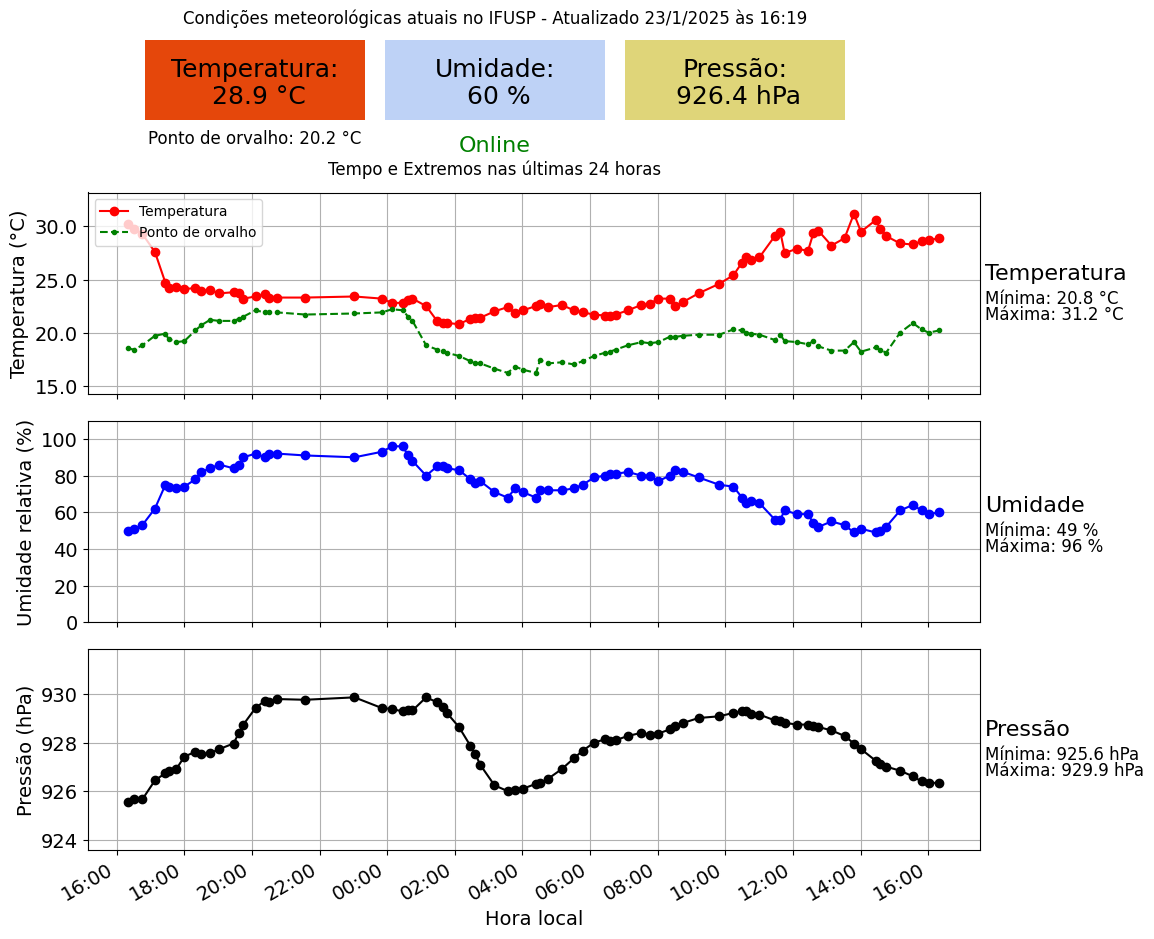 Condições meteorológicas atuais no IFUSP - Atualizado 23/1/2025 às 16:19
Temperatura:
28.9 °C
Umidade:
60 %
Pressão:
926.4 hPa
Ponto de orvalho: 20.2 °C
Online
Tempo e Extremos nas últimas 24 horas
Temperatura (°C)
30.0
25.0
20.0
15.0
Temperatura
Ponto de orvalho
Temperatura
Mínima: 20.8 °C
Máxima: 31.2 °C
Umidade relativa (%)
100
80
60
40
20
0
Umidade
Mínima: 49 %
Máxima: 96 %
Pressão (hPa)
930
928
926
924
Pressão
Mínima: 925.6 hPa
Máxima: 929.9 hPa
16:00 18:00 20:00 22:00 00:00 02:00 04:00 06:00 08:00 10:00 12:00 14:00 16:00
Hora local